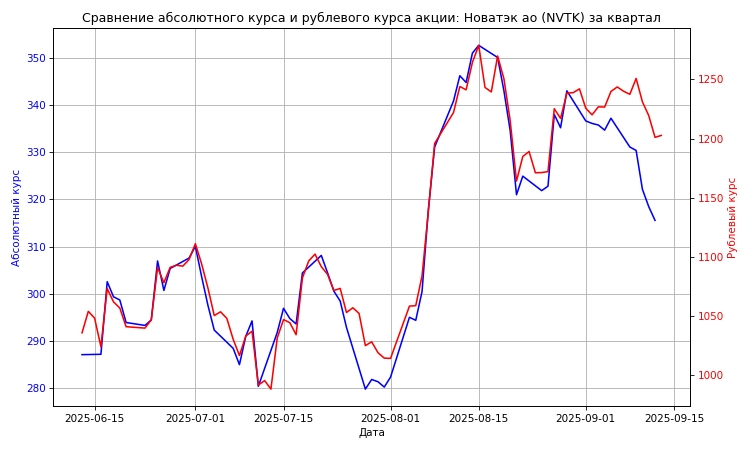 Сравнение абсолютного курса и рублевого курса акции: Новатэк ао (NVTK) за квартал
350
340
330
320
310
300
290
280
Абсолютный курс
1250
1200
1150
1100
1050
1000
Рублевый курс
2025-06-15 2025-07-01 2025-07-15 2025-08-01 2025-08-15 2025-09-01 2025-09-15
Дата